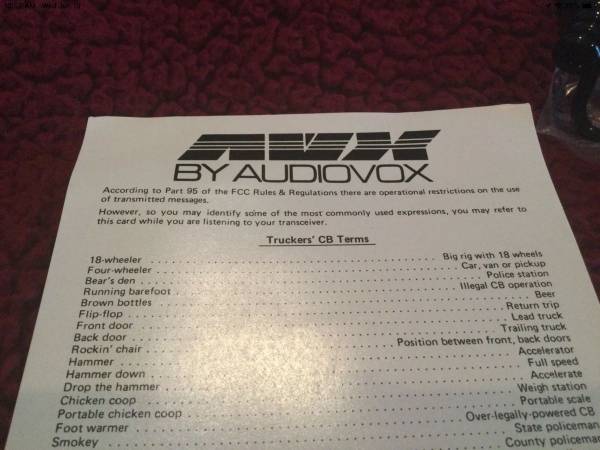 AVX
BY AUDIOVOX
According to Part 95 of the FCC Rules & Regulations there are operational restrictions on the use
of transmitted messages.
However, so you may identify some of the most commonly used expressions, you may refer to
this card while you are listening to your transceiver.
Truckers' CB Terms
18-wheeler Big rig with 18 wheels
Four-wheeler Car, van or pickup
Bear's den Police station
Running barefoot Illegal CB operation
Brown bottles Beer
Flip-flop Return trip
Front door Lead truck
Back door Trailing truck
Rockin' chair Position between front, back doors
Hammer Accelerator
Hammer down Full speed
Drop the hammer Accelerate
Chicken coop Weigh station
Portable chicken coop Portable scale
Foot warmer Over-legally-powered CB
Smokey State policeman
County policeman